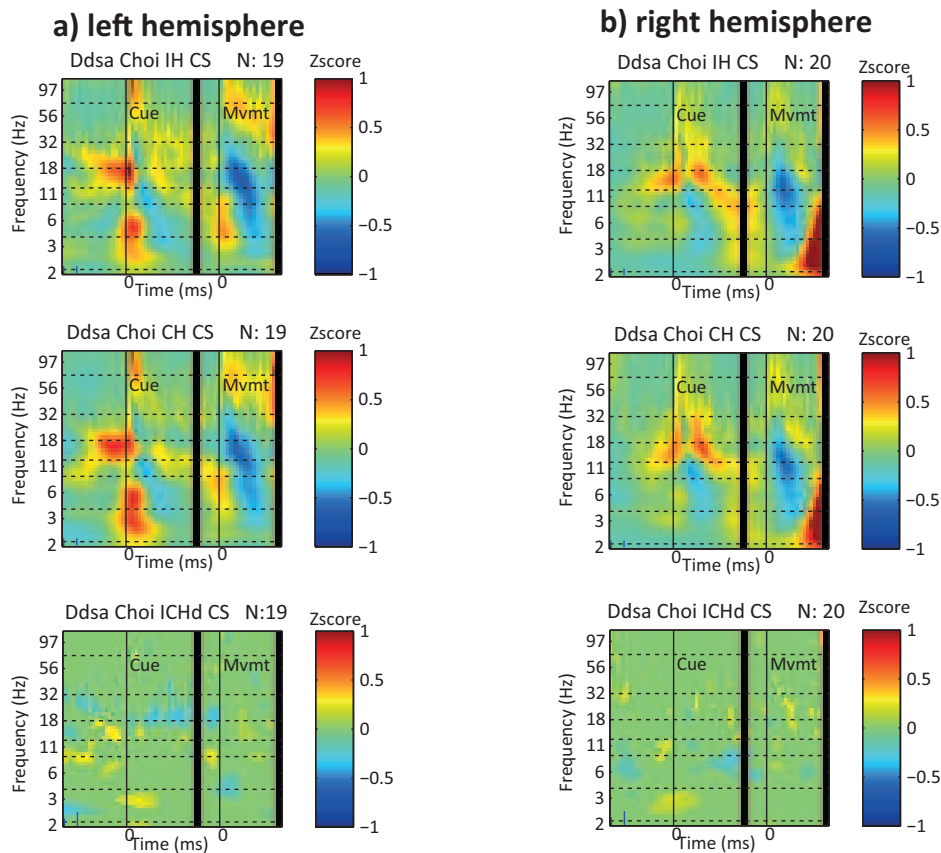 a) left hemisphere
Ddsa Choi IH CS N: 19
Zscore
Frequency (Hz)
97
56
32
18
11
6
3
2
Cue
Mvmt
0
0
Time (ms)
1
0.5
0
−0.5
−1
Ddsa Choi CH CS N: 19
Zscore
Frequency (Hz)
97
56
32
18
11
6
3
2
Cue
Mvmt
0
0
Time (ms)
1
0.5
0
−0.5
−1
Ddsa Choi ICHd CS N:19
Zscore
Frequency (Hz)
97
56
32
18
11
6
3
2
Cue
Mvmt
0
0
Time (ms)
1
0.5
0
−0.5
−1
b) right hemisphere
Ddsa Choi IH CS N: 20
Zscore
Frequency (Hz)
97
56
32
18
11
6
3
2
Cue
Mvmt
0
0
Time (ms)
1
0.5
0
−0.5
−1
Ddsa Choi CH CS N: 20
Zscore
Frequency (Hz)
97
56
32
18
11
6
3
2
Cue
Mvmt
0
0
Time (ms)
1
0.5
0
−0.5
−1
Ddsa Choi ICHd CS N: 20
Zscore
Frequency (Hz)
97
56
32
18
11
6
3
2
Cue
Mvmt
0
0
Time (ms)
1
0.5
0
−0.5
−1